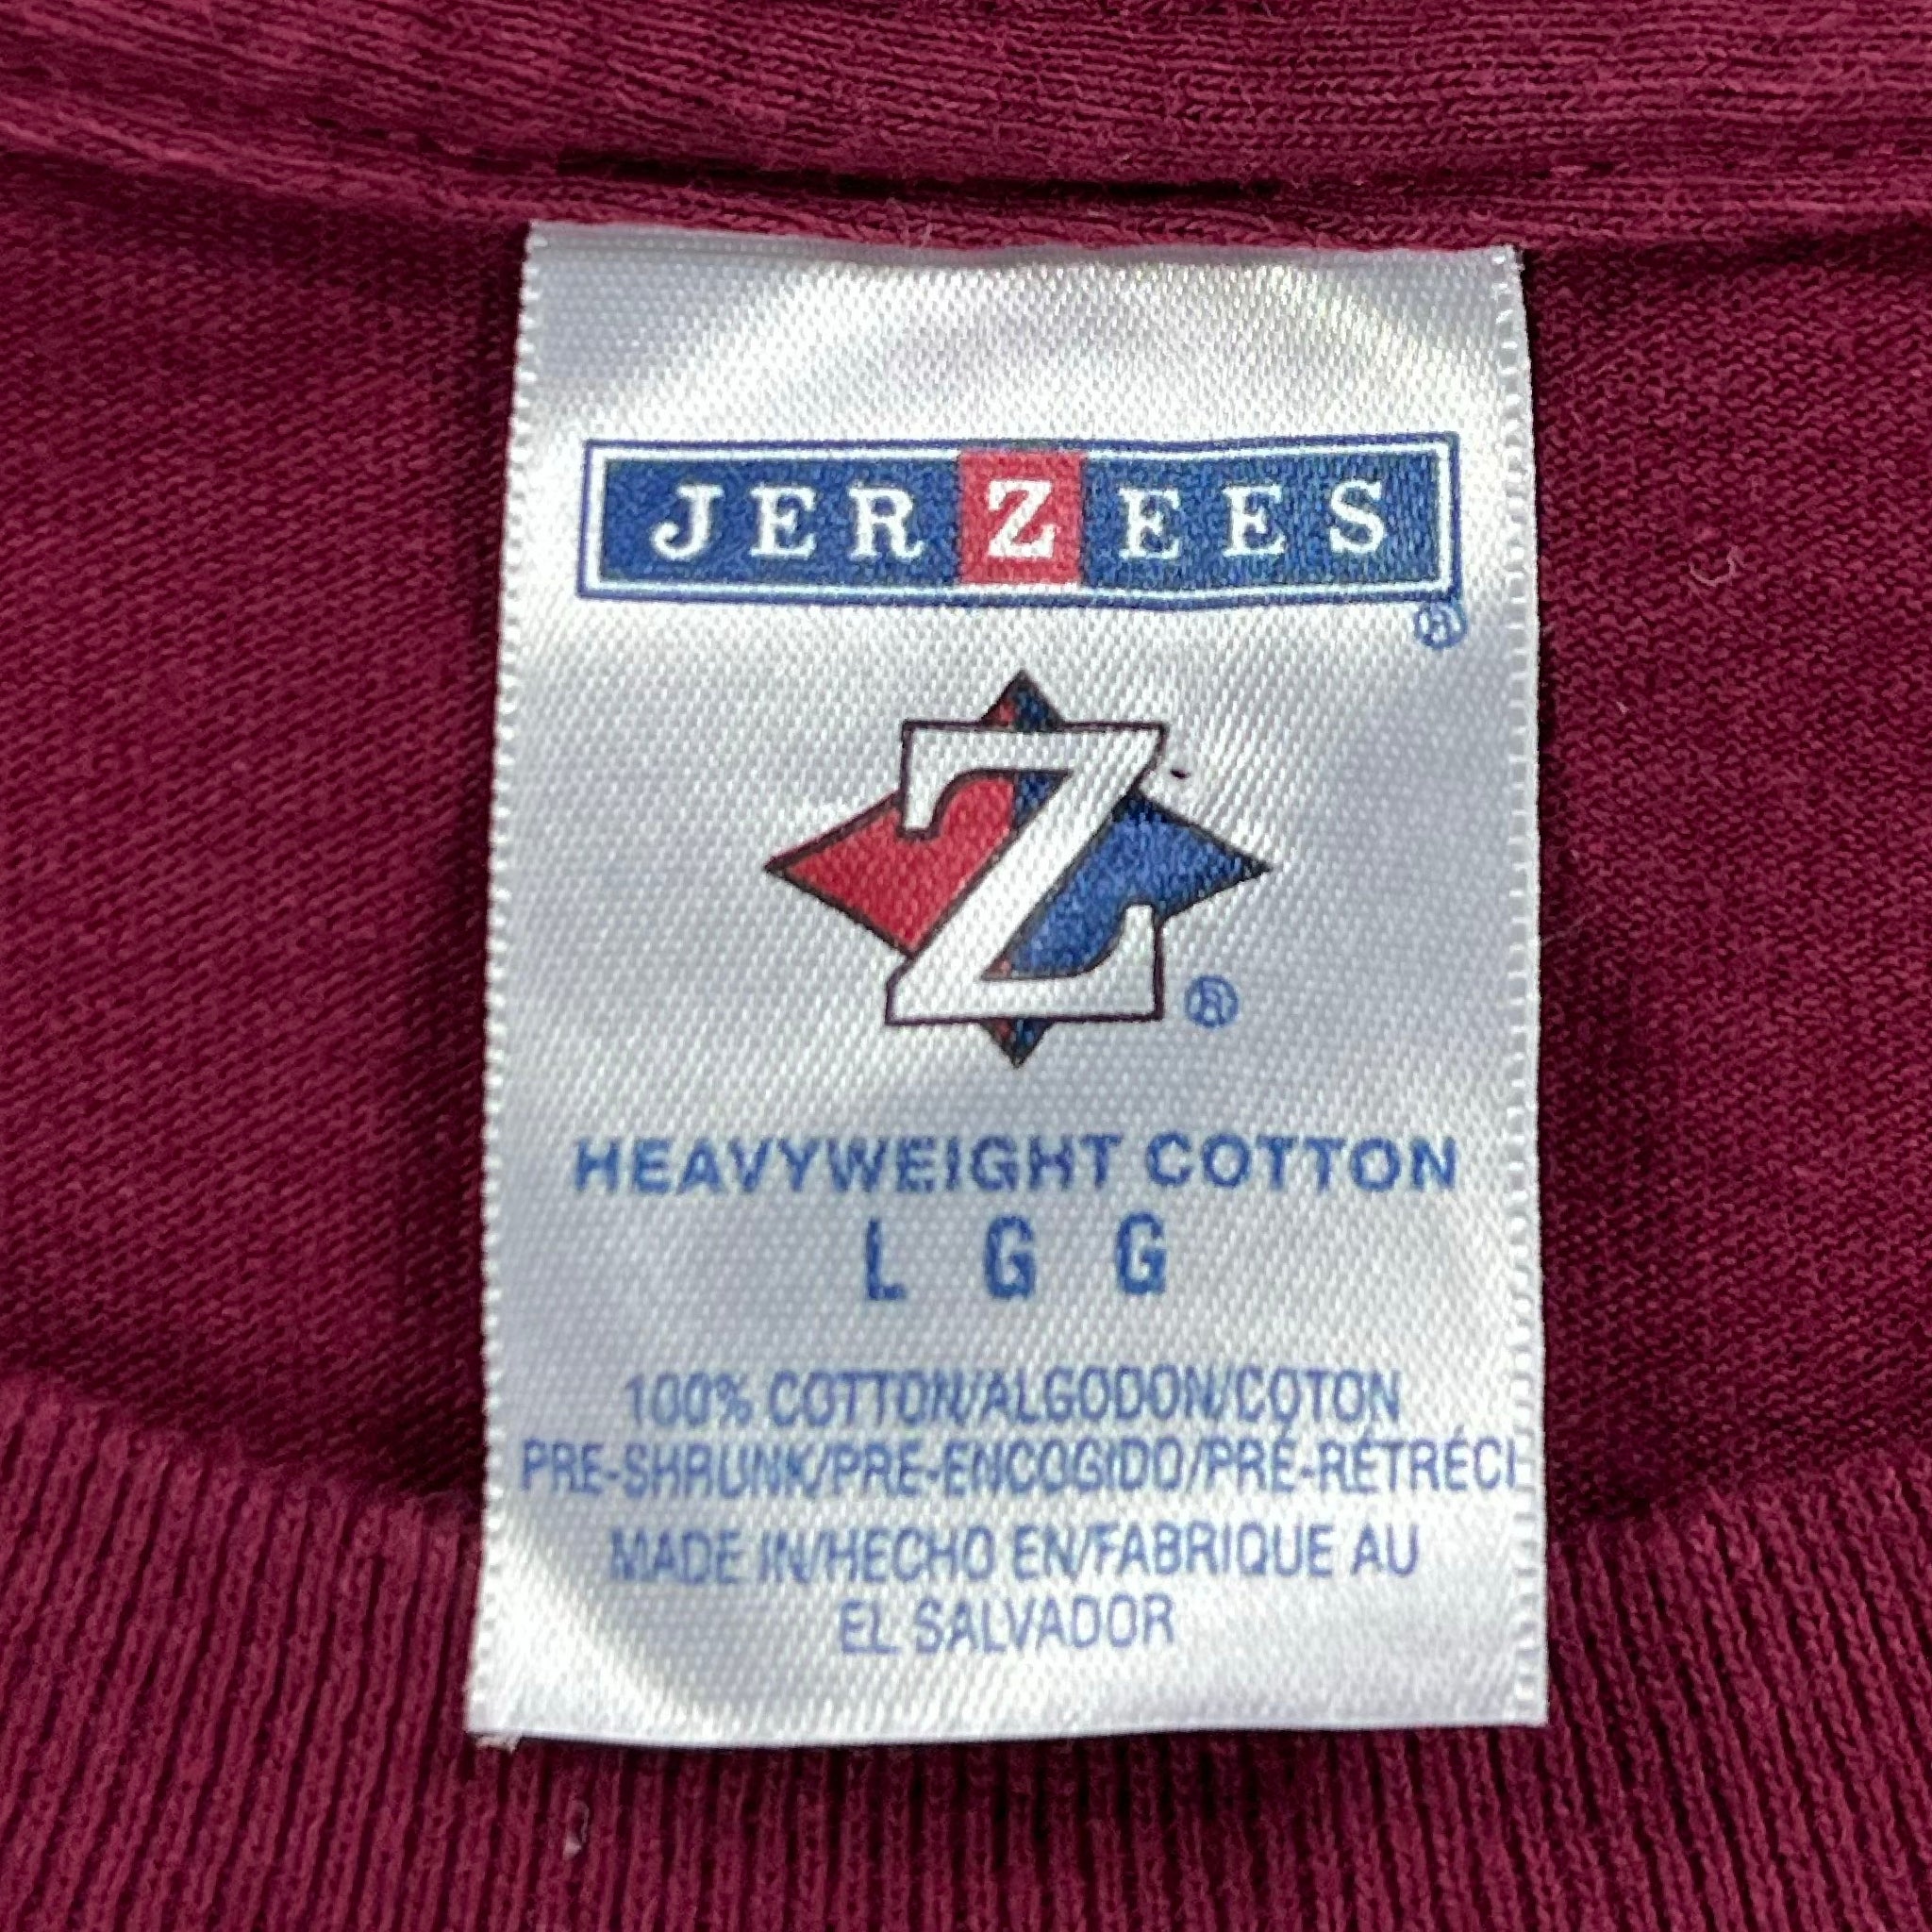 JERZEES
®
Z
®
HEAVYWEIGHT COTTON
L G G
100% COTTON/ALGODON/COTON
PRE-SHRUNK/PRE-ENCOGIDO/PRÉ-RÉTRÉCI
MADE IN/HECHO EN/FABRIQUE AU
EL SALVADOR